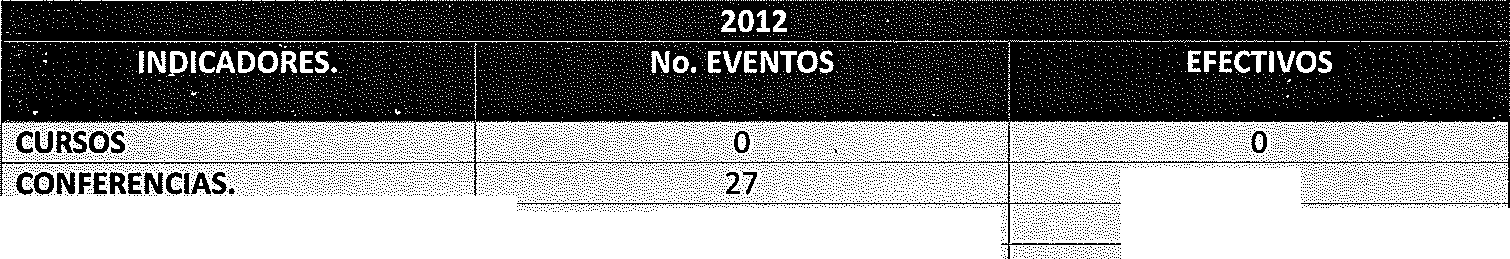 2012
INDICADORES. No. EVENTOS EFECTIVOS
CURSOS 0 0
CONFERENCIAS. 27